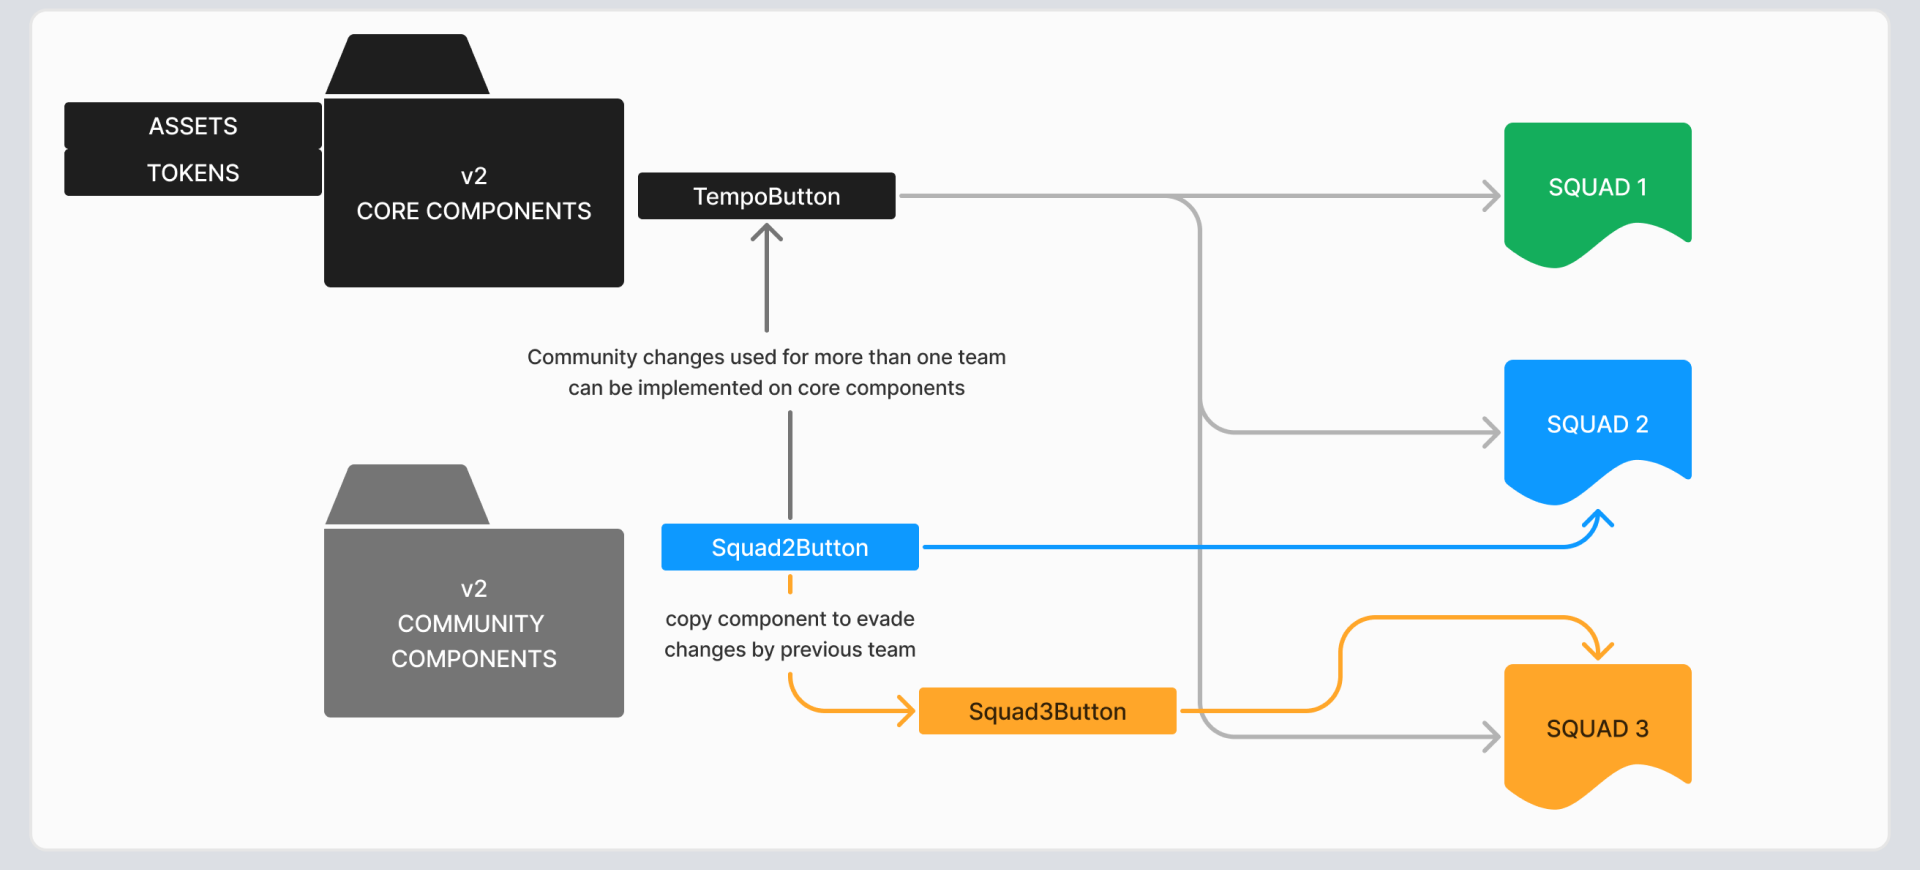 ASSETS
TOKENS
v2
CORE COMPONENTS
TempoButton
SQUAD 1
Community changes used for more than one team
can be implemented on core components
SQUAD 2
Squad2Button
v2
COMMUNITY
COMPONENTS
copy component to evade
changes by previous team
Squad3Button
SQUAD 3